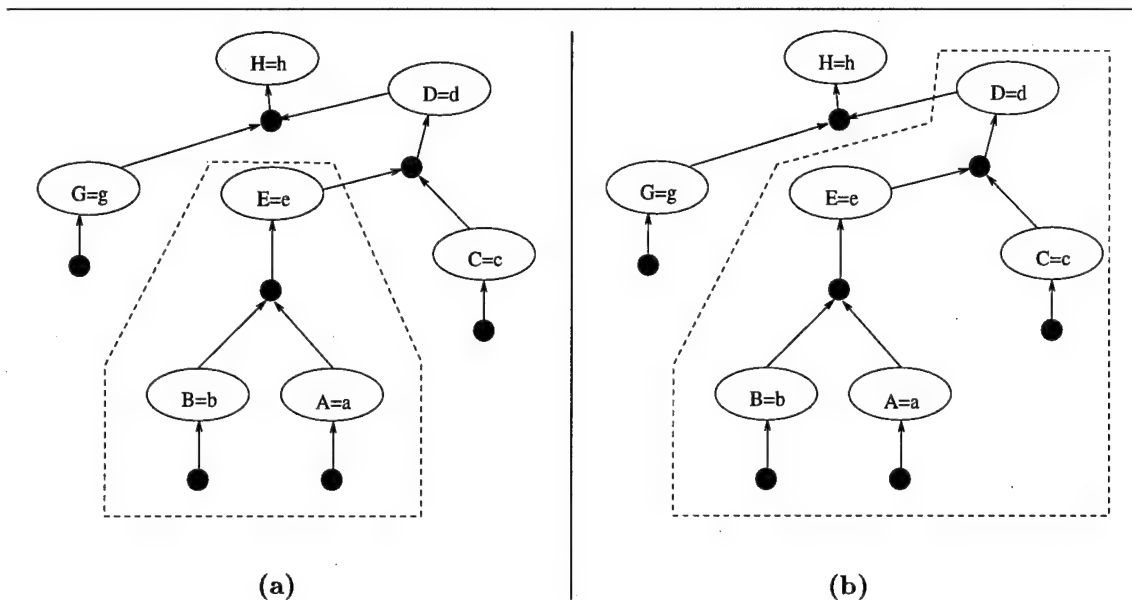 H=h
D=d
G=g
E=e
C=c
B=b
A=a
(a)
H=h
D=d
G=g
E=e
C=c
B=b
A=a
(b)